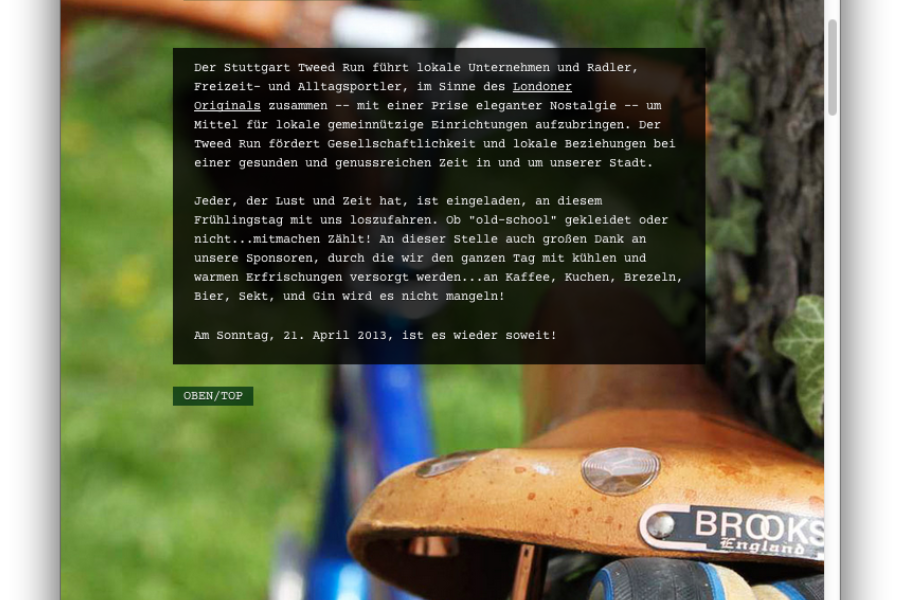 Der Stuttgart Tweed Run führt lokale Unternehmen und Radler,
Freizeit- und Alltagsportler, im Sinne des Londoner
Originals zusammen -- mit einer Prise eleganter Nostalgie -- um
Mittel für lokale gemeinnützige Einrichtungen aufzubringen. Der
Tweed Run fördert Gesellschaftlichkeit und lokale Beziehungen bei
einer gesunden und genussreichen Zeit in und um unserer Stadt.
Jeder, der Lust und Zeit hat, ist eingeladen, an diesem
Frühlingstag mit uns loszufahren. Ob "old-school" gekleidet oder
nicht...mitmachen Zählt! An dieser Stelle auch großen Dank an
unsere Sponsoren, durch die wir den ganzen Tag mit kühlen und
warmen Erfrischungen versorgt werden...an Kaffee, Kuchen, Brezeln,
Bier, Sekt, und Gin wird es nicht mangeln!
Am Sonntag, 21. April 2013, ist es wieder soweit!
OBEN/TOP
BROOKS
England